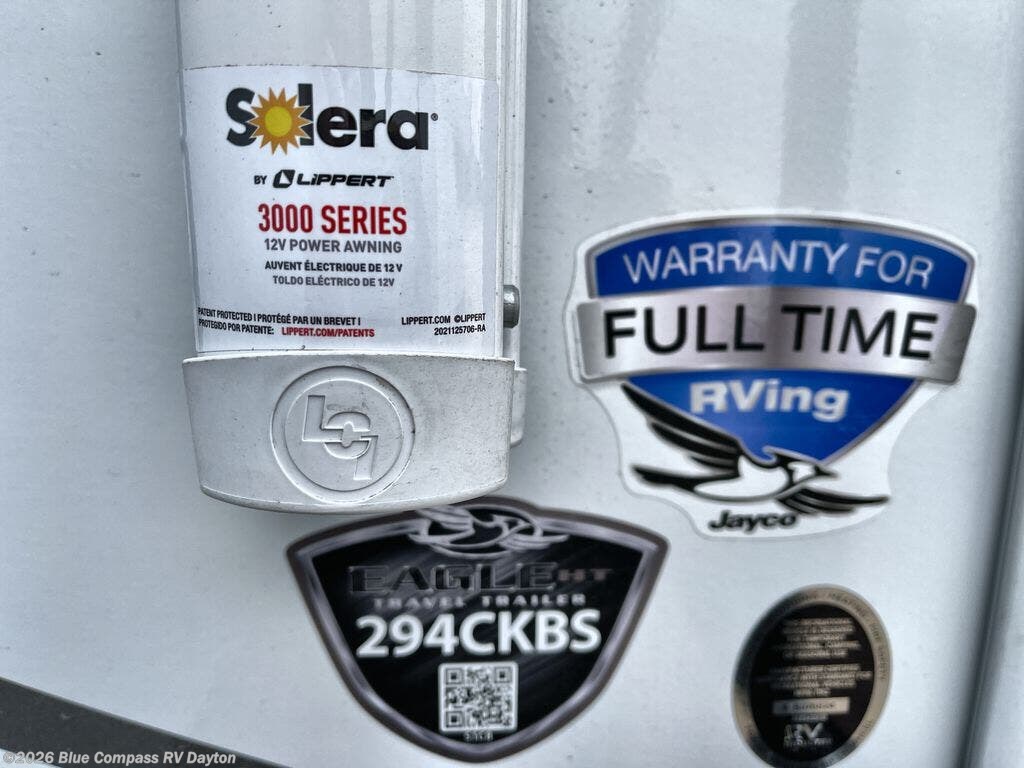 Solera®
BY LiPPERT™
3000 SERIES
12V POWER AWNING
AUVENT ÉLECTRIQUE DE 12 V
TOLDO ELÉCTRICO DE 12V
PATENT PROTECTED I PROTÉGÉ PAR UN BREVET I
PROTEGIDO POR PATENTE: LIPPERT.COM/PATENTS
LIPPERT.COM ©LIPPERT
2021125706-RA
LCI
WARRANTY FOR
FULL TIME
RVing
Jayco
EAGLE HT
TRAVEL TRAILER
294CKBS
RV
©2026 Blue Compass RV Dayton